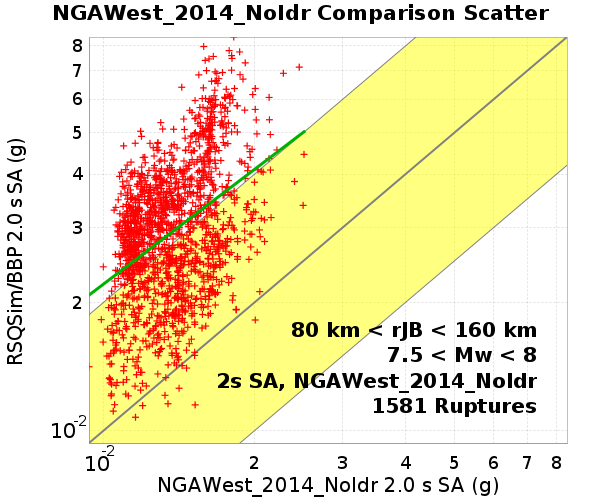 NGAWest_2014_NoIdr Comparison Scatter
RSQSim/BBP 2.0 s SA (g)
8
7
6
5
4
3
2
10-2
80 km < rJB < 160 km
7.5 < Mw < 8
2s SA, NGAWest_2014_NoIdr
1581 Ruptures
10-2 2 3 4 5 6 7 8
NGAWest_2014_NoIdr 2.0 s SA (g)